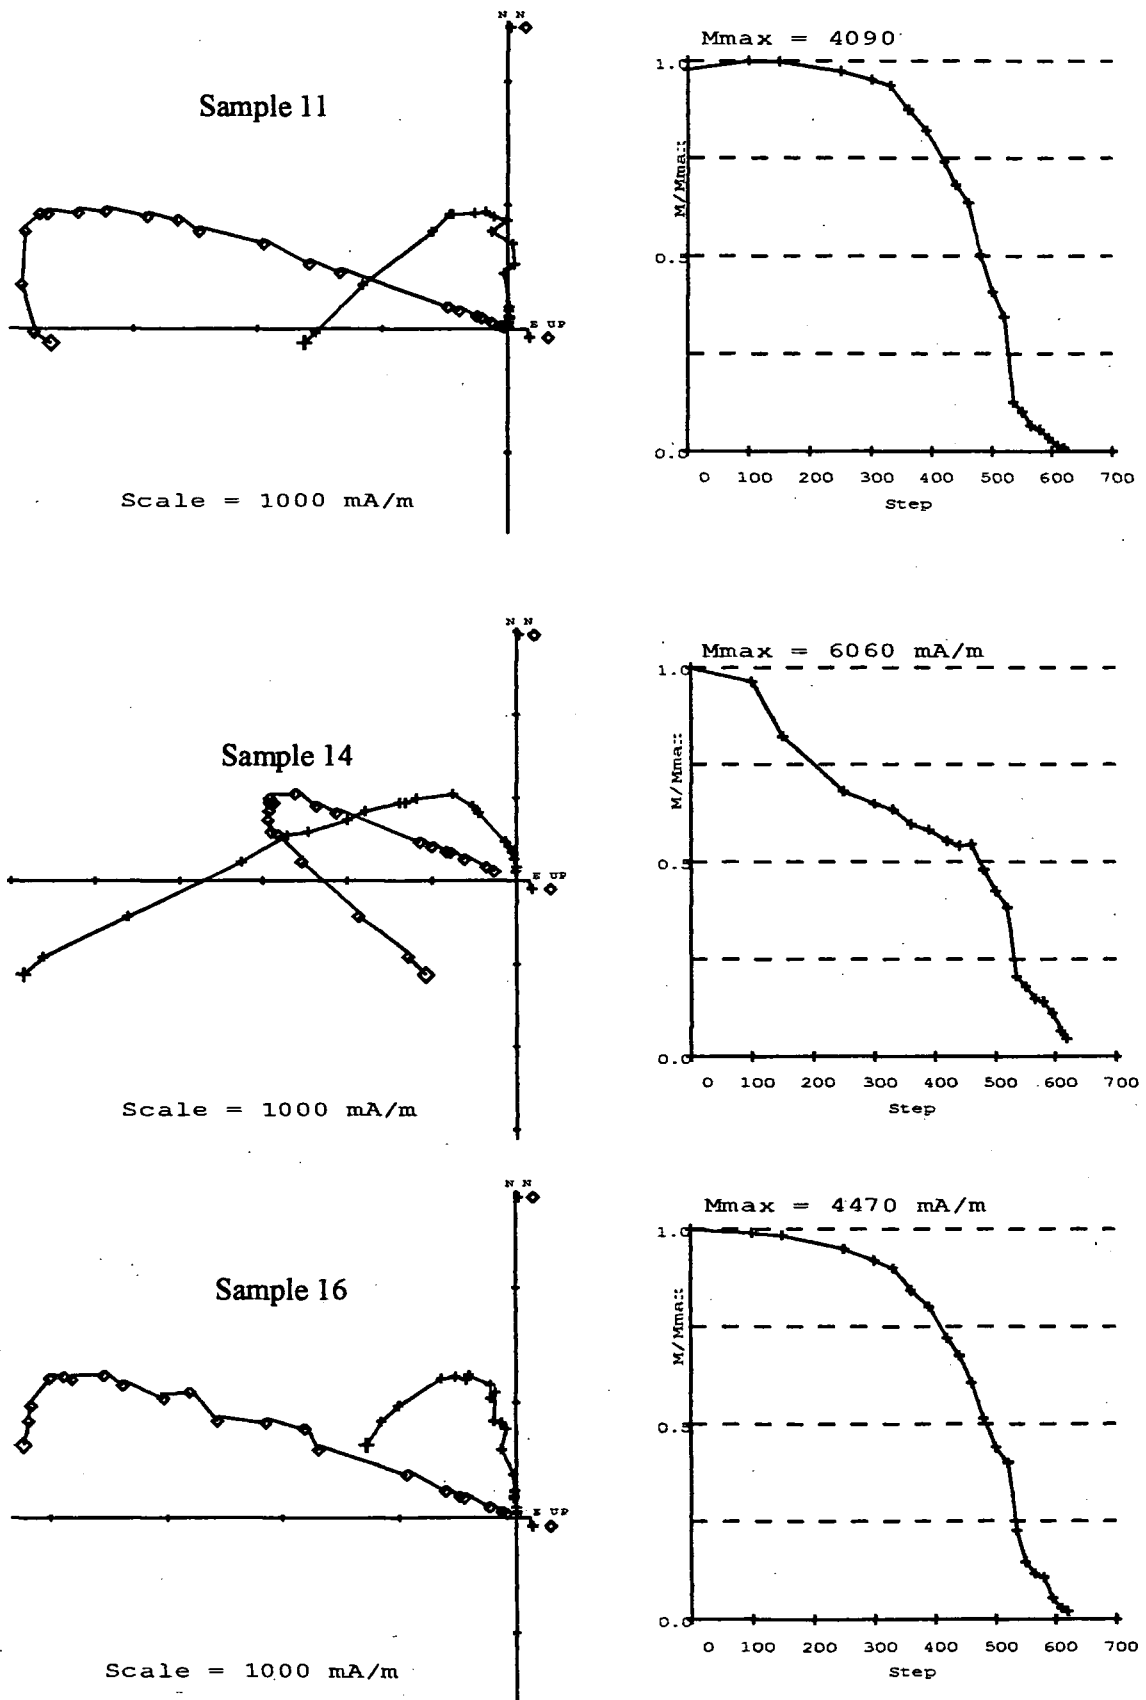 N N
Sample 11
E UP
Scale = 1000 mA/m
Mmax = 4090
1.0
0.5
0.0
M/Mmax
0 100 200 300 400 500 600 700
Step
N N
Sample 14
E UP
Scale = 1000 mA/m
Mmax = 6060 mA/m
1.0
0.5
0.0
M/Mmax
0 100 200 300 400 500 600 700
Step
N N
Sample 16
E UP
Scale = 1000 mA/m
Mmax = 4470 mA/m
1.0
0.5
0.0
M/Mmax
0 100 200 300 400 500 600 700
Step